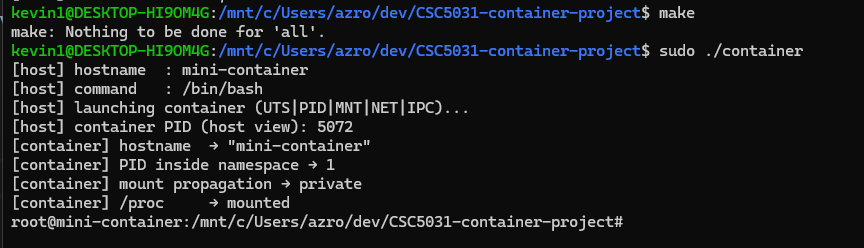 kevin1@DESKTOP-HI9OM4G:/mnt/c/Users/azro/dev/CSC5031-container-project$ make
make: Nothing to be done for 'all'.
kevin1@DESKTOP-HI9OM4G:/mnt/c/Users/azro/dev/CSC5031-container-project$ sudo ./container
[host] hostname  : mini-container
[host] command   : /bin/bash
[host] launching container (UTS|PID|MNT|NET|IPC)...
[host] container PID (host view): 5072
[container] hostname  → "mini-container"
[container] PID inside namespace → 1
[container] mount propagation → private
[container] /proc     → mounted
root@mini-container:/mnt/c/Users/azro/dev/CSC5031-container-project#